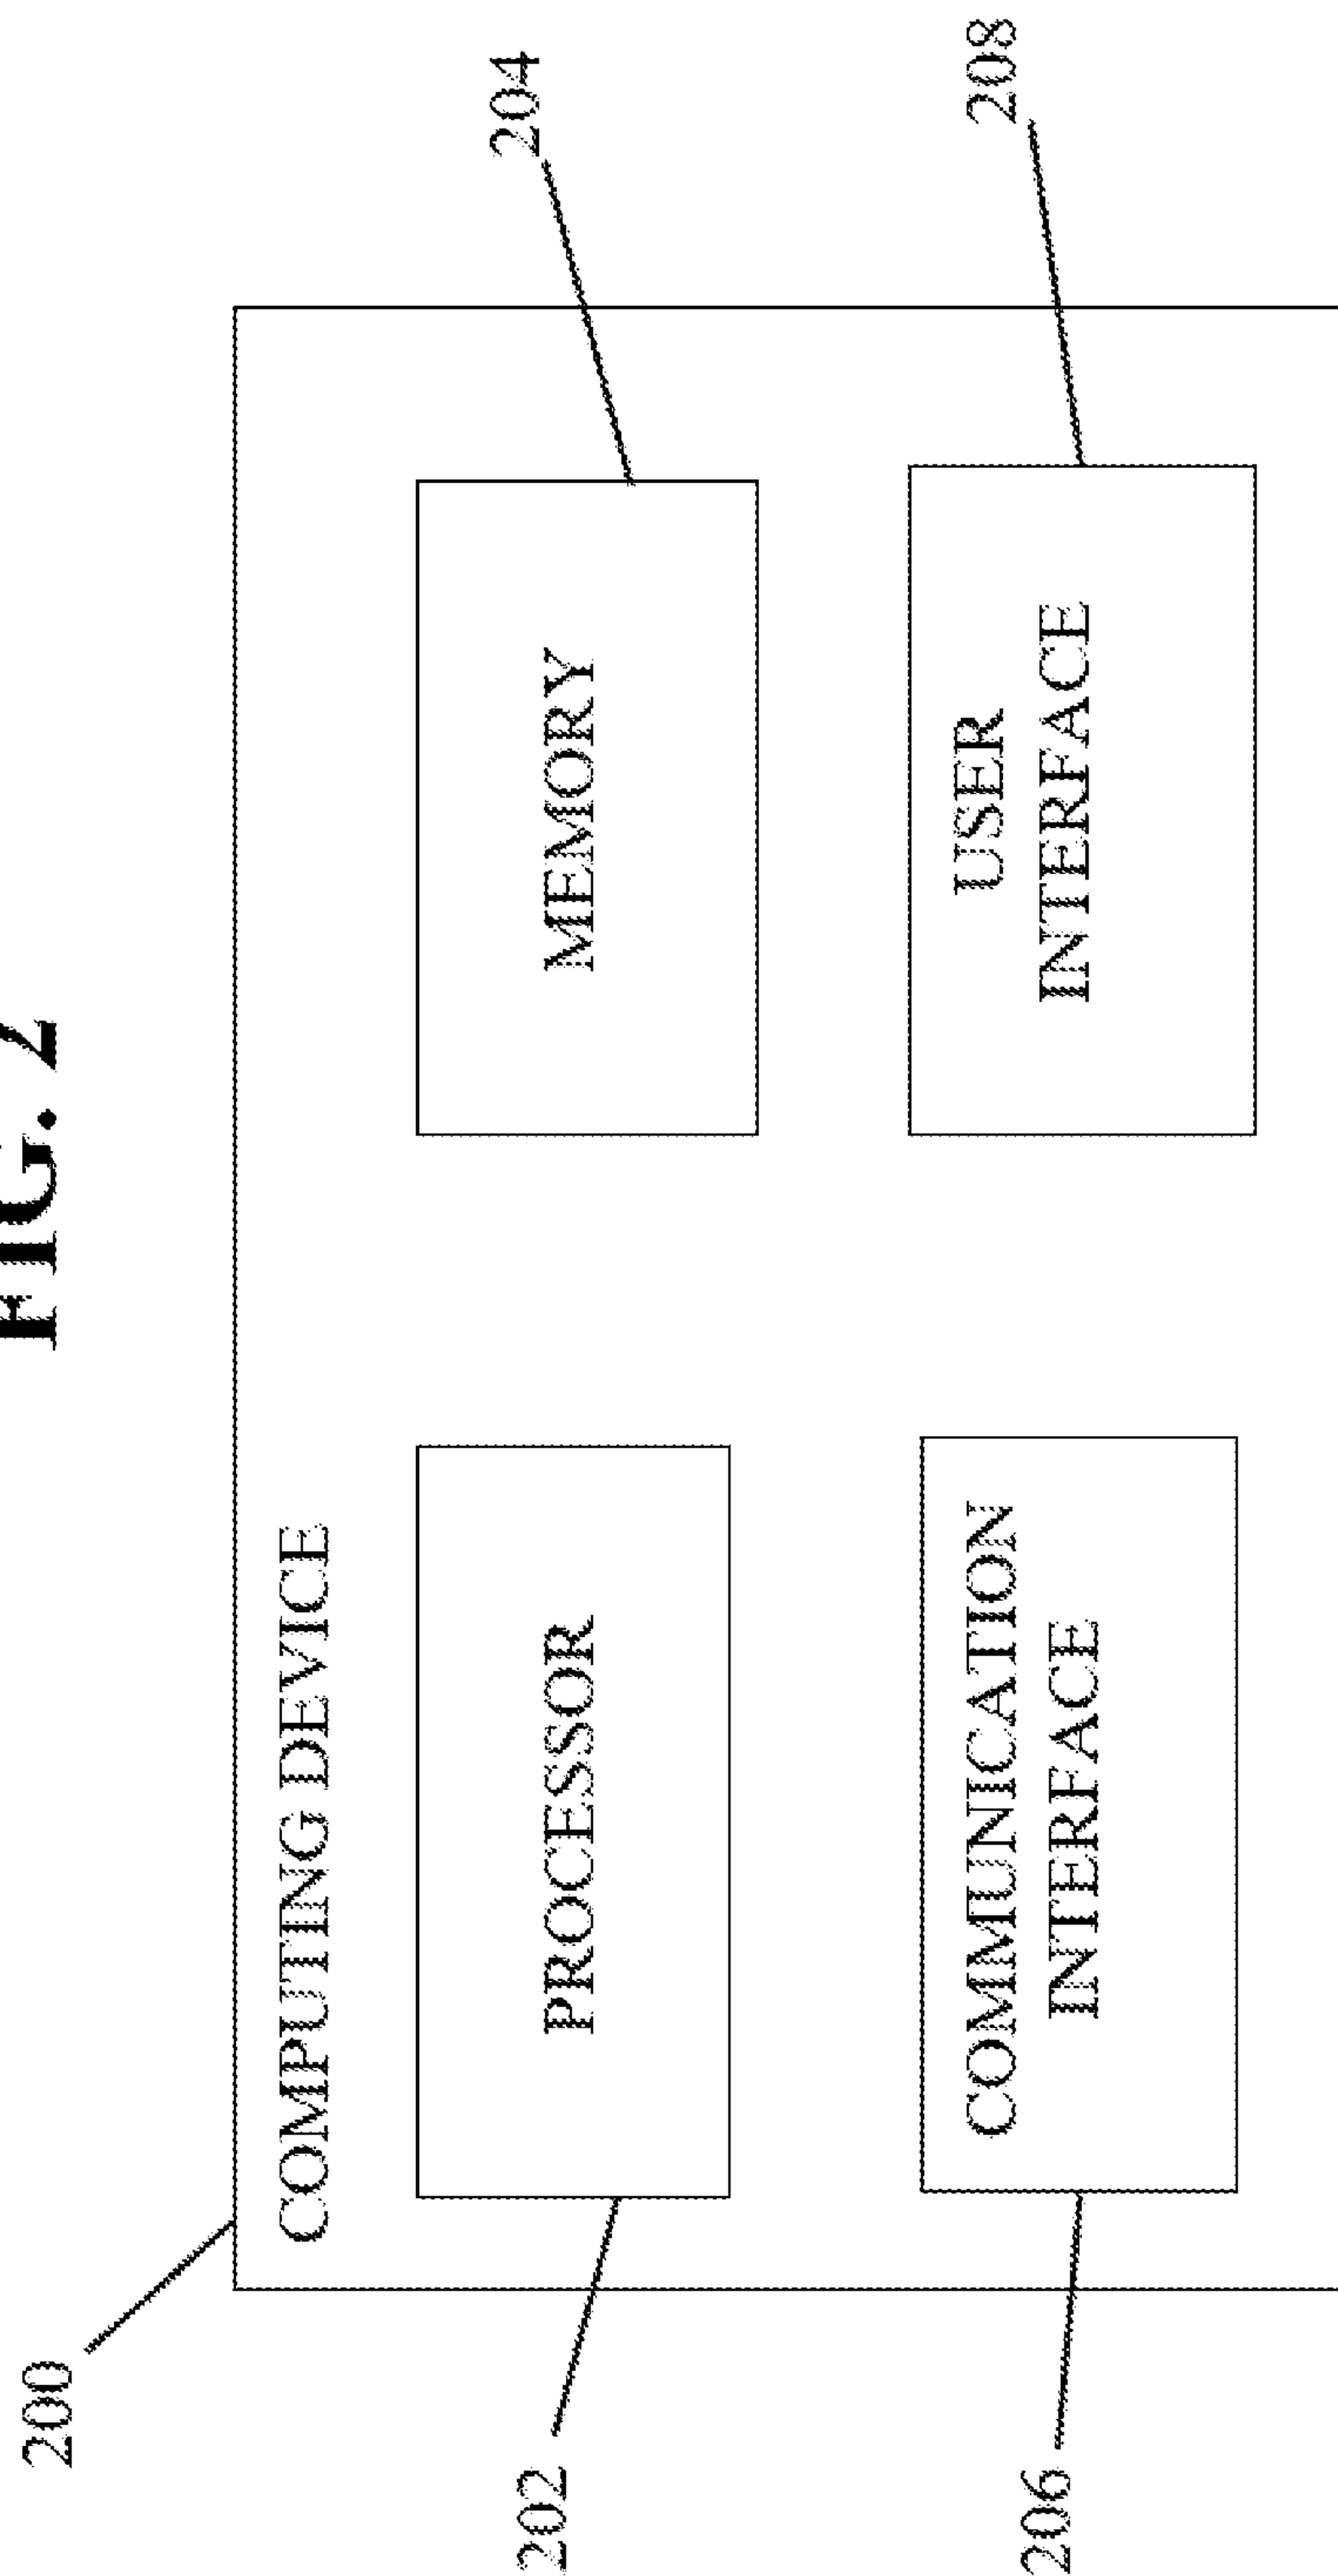 FIG. 2
200
COMPUTING DEVICE
202
PROCESSOR
MEMORY
204
206
COMMUNICATION
INTERFACE
USER
INTERFACE
208